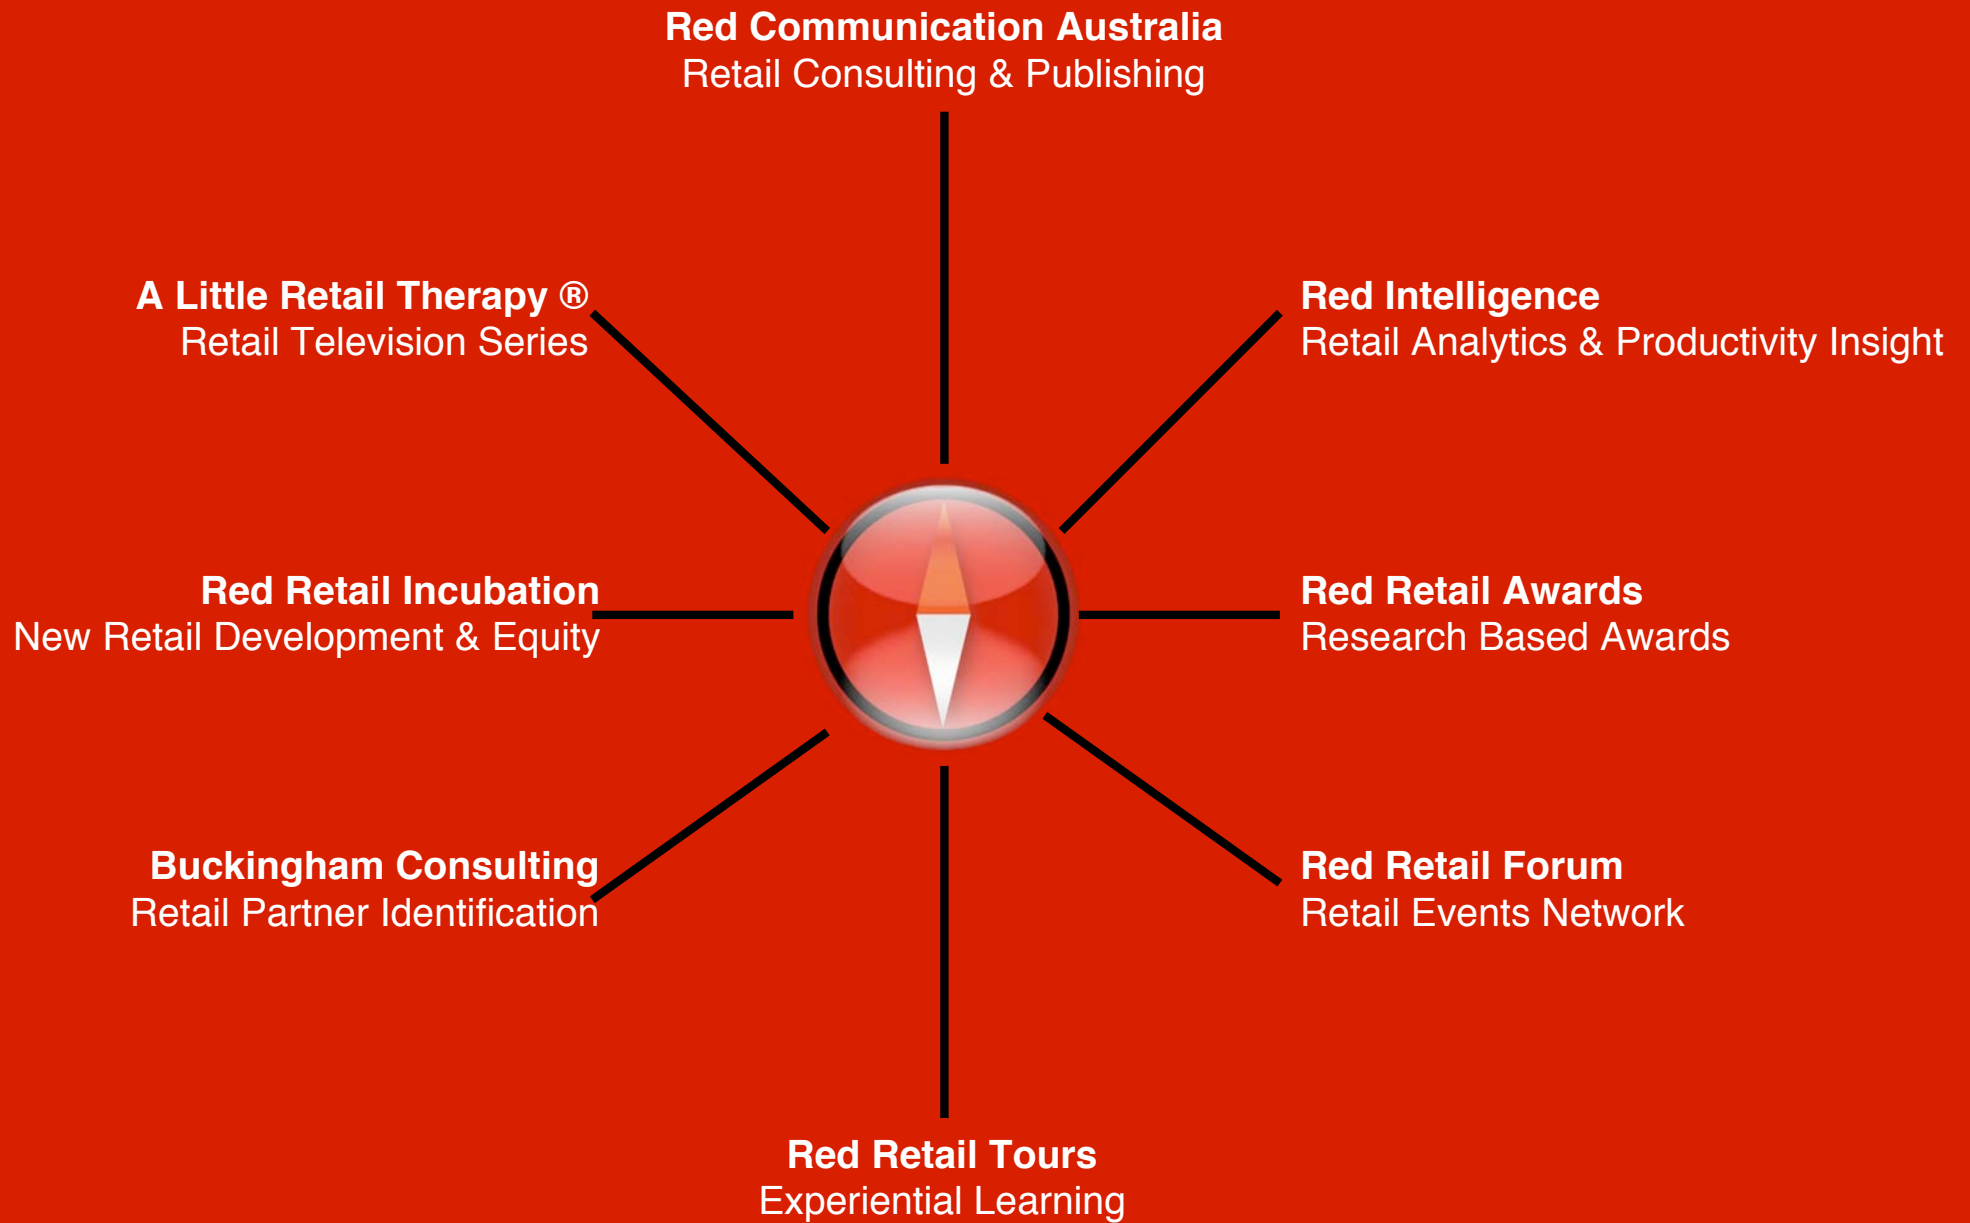 Red Communication Australia
Retail Consulting & Publishing
A Little Retail Therapy ®
Retail Television Series
Red Intelligence
Retail Analytics & Productivity Insight
Red Retail Incubation
New Retail Development & Equity
Red Retail Awards
Research Based Awards
Buckingham Consulting
Retail Partner Identification
Red Retail Forum
Retail Events Network
Red Retail Tours
Experiential Learning